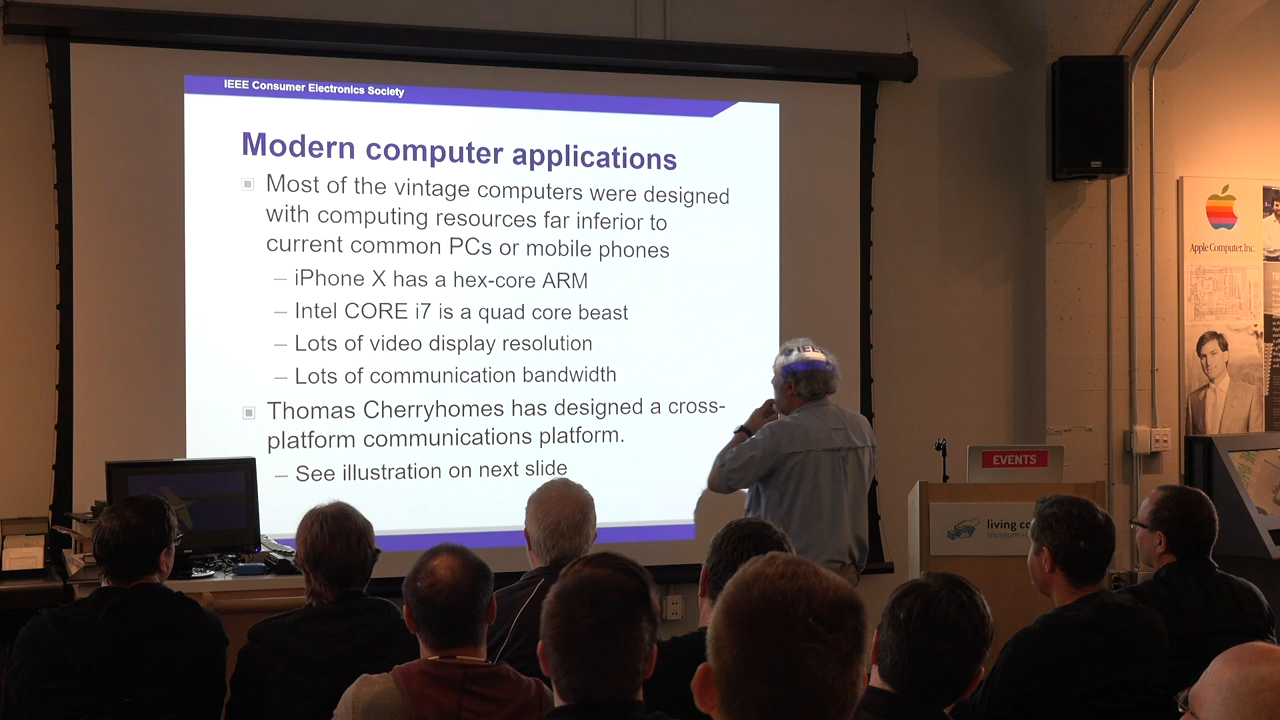 IEEE Consumer Electronics Society
Modern computer applications
Most of the vintage computers were designed
with computing resources far inferior to
current common PCs or mobile phones
– iPhone X has a hex-core ARM
– Intel CORE i7 is a quad core beast
– Lots of video display resolution
– Lots of communication bandwidth
Thomas Cherryhomes has designed a cross-
platform communications platform.
– See illustration on next slide
EVENTS
living
museum
Apple Computer, Inc.